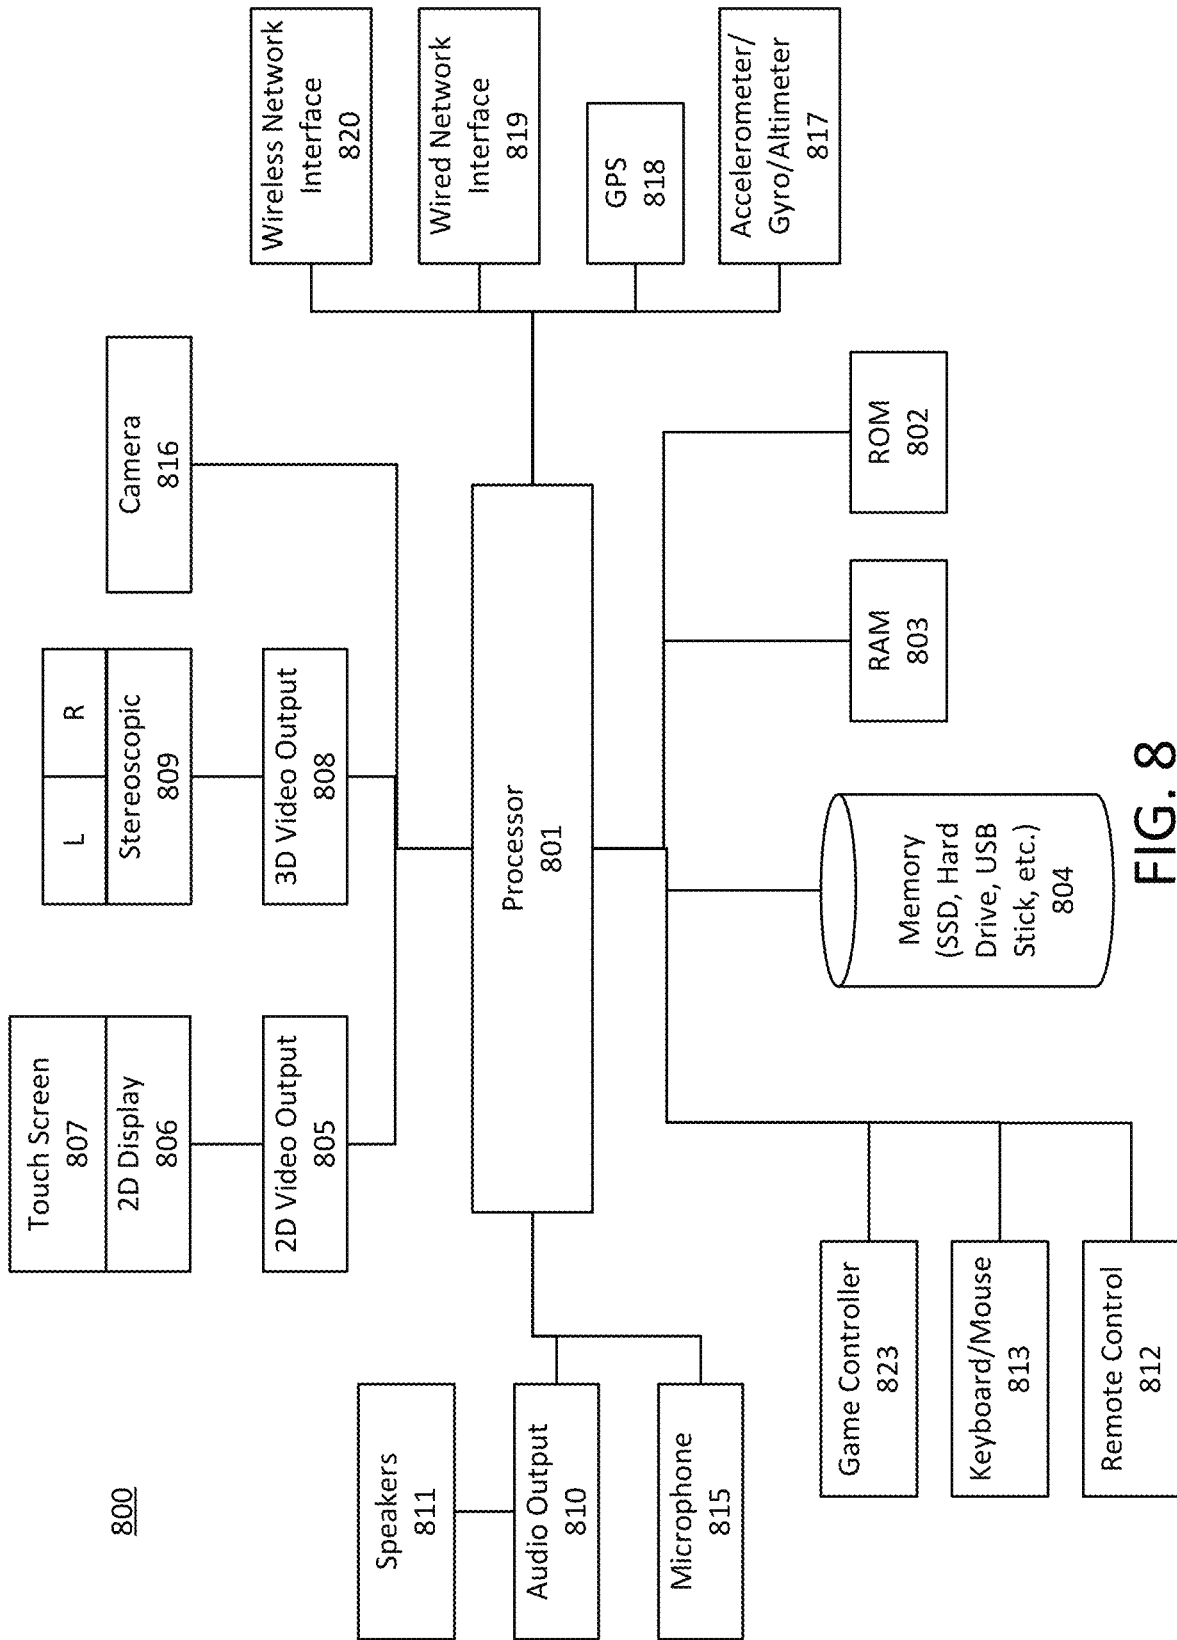 800
Touch Screen
807
2D Display
806
2D Video Output
805
L
R
Stereoscopic
809
3D Video Output
808
Camera
816
Speakers
811
Audio Output
810
Microphone
815
Processor
801
Wireless Network
Interface
820
Wired Network
Interface
819
GPS
818
Accelerometer/
Gyro/Altimeter
817
Game Controller
823
Keyboard/Mouse
813
Remote Control
812
Memory
(SSD, Hard
Drive, USB
Stick, etc.)
804
RAM
803
ROM
802
FIG. 8